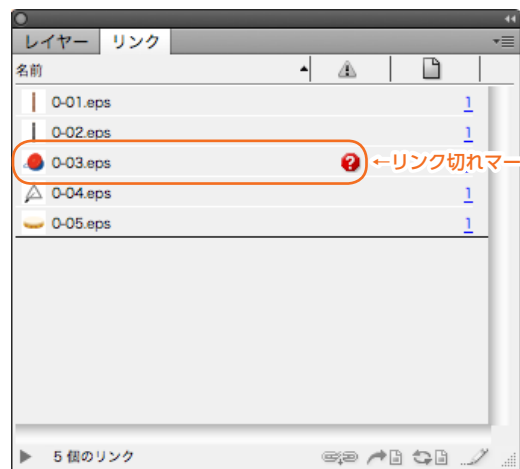 レイヤー リンク
名前
0-01.eps 1
0-02.eps 1
0-03.eps ←リンク切れマー
0-04.eps 1
0-05.eps 1
5 個のリンク